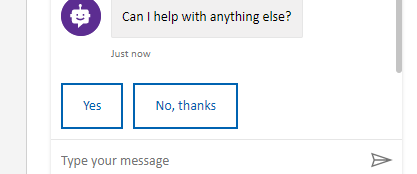 Can I help with anything else?
Just now
Yes
No, thanks
Type your message